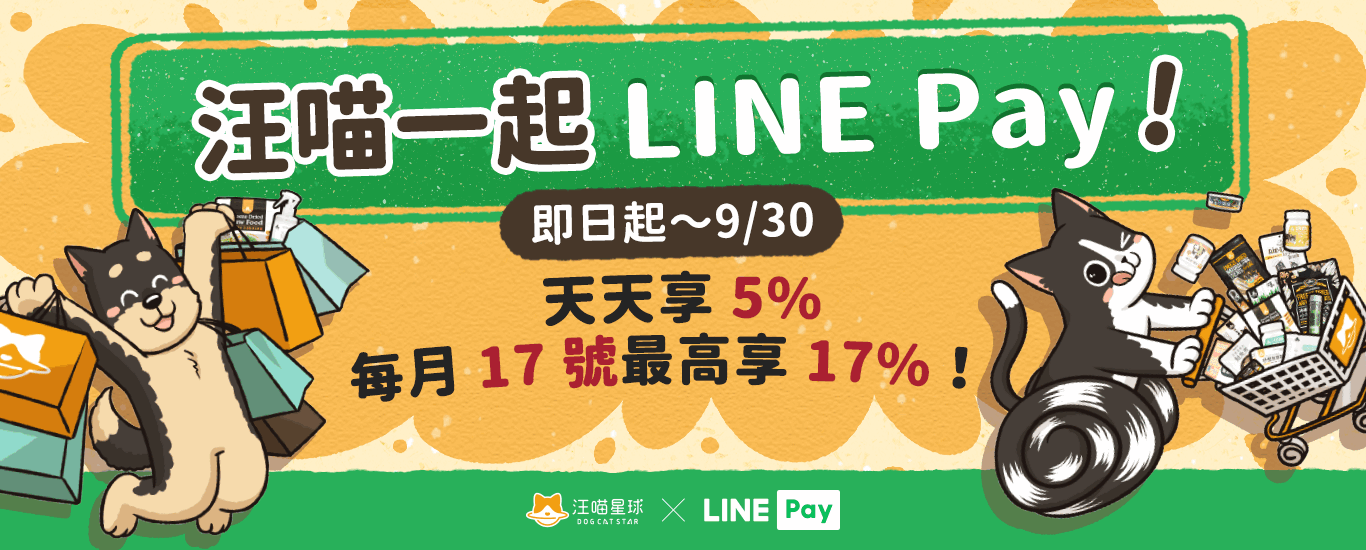 汪喵一起 LINE Pay！
即日起～9/30
天天享 5%
每月 17 號最高享 17%！
汪喵星球 DOG CAT STAR × LINE Pay